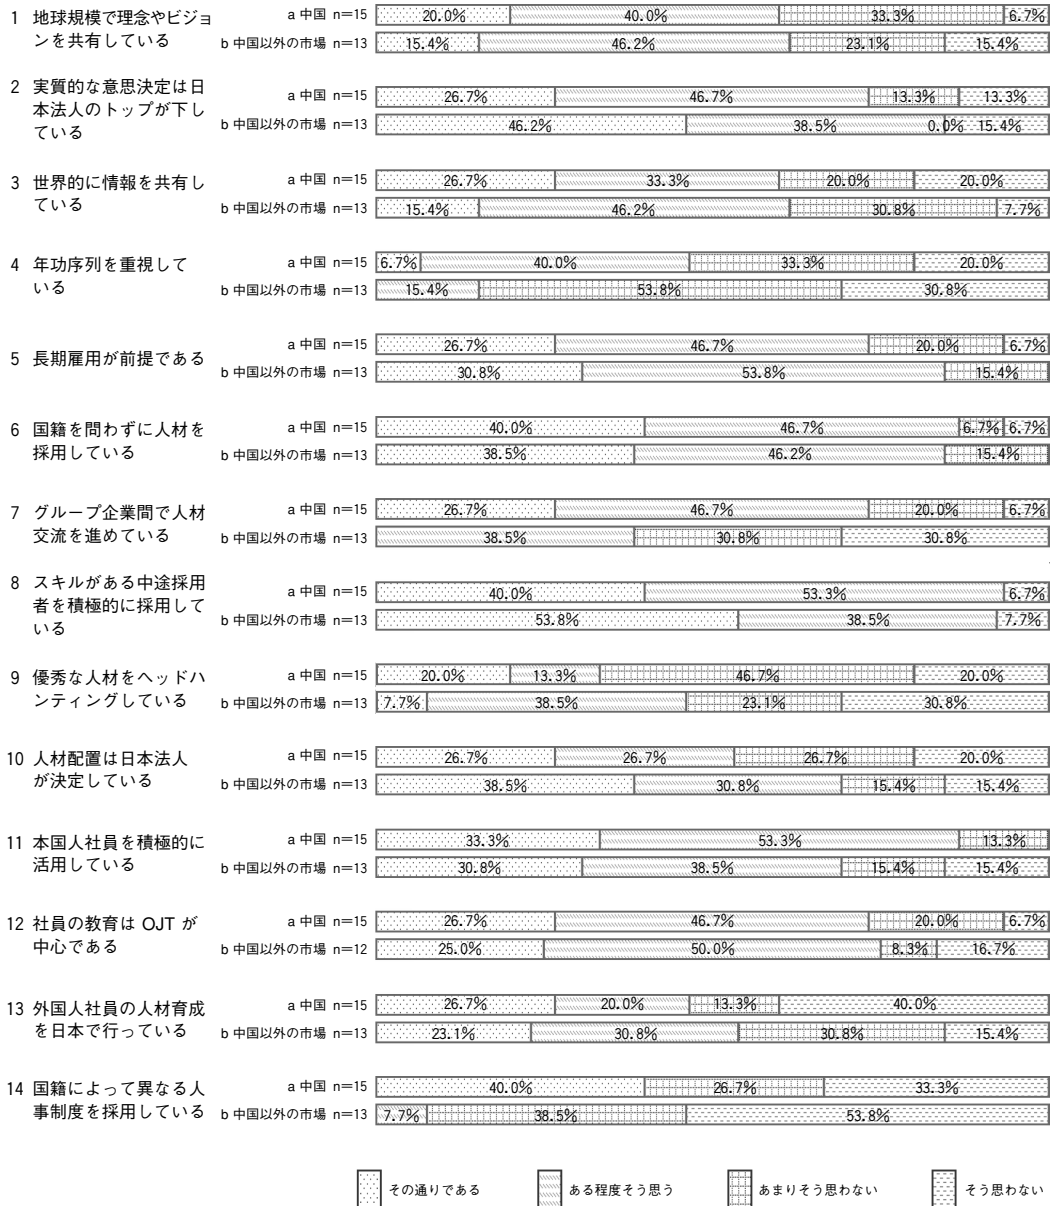 1 地球規模で理念やビジョ
ンを共有している
a 中国 n=15 20.0% 40.0% 33.3% 6.7%
b 中国以外の市場 n=13 15.4% 46.2% 23.1% 15.4%
2 実質的な意思決定は日
本法人のトップが下し
ている
a 中国 n=15 26.7% 46.7% 13.3% 13.3%
b 中国以外の市場 n=13 46.2% 38.5% 0.0% 15.4%
3 世界的に情報を共有し
ている
a 中国 n=15 26.7% 33.3% 20.0% 20.0%
b 中国以外の市場 n=13 15.4% 46.2% 30.8% 7.7%
4 年功序列を重視して
いる
a 中国 n=15 6.7% 40.0% 33.3% 20.0%
b 中国以外の市場 n=13 15.4% 53.8% 30.8%
5 長期雇用が前提である
a 中国 n=15 26.7% 46.7% 20.0% 6.7%
b 中国以外の市場 n=13 30.8% 53.8% 15.4%
6 国籍を問わずに人材を
採用している
a 中国 n=15 40.0% 46.7% 6.7% 6.7%
b 中国以外の市場 n=13 38.5% 46.2% 15.4%
7 グループ企業間で人材
交流を進めている
a 中国 n=15 26.7% 46.7% 20.0% 6.7%
b 中国以外の市場 n=13 38.5% 30.8% 30.8%
8 スキルがある中途採用
者を積極的に採用して
いる
a 中国 n=15 40.0% 53.3% 6.7%
b 中国以外の市場 n=13 53.8% 38.5% 7.7%
9 優秀な人材をヘッドハ
ンティングしている
a 中国 n=15 20.0% 13.3% 46.7% 20.0%
b 中国以外の市場 n=13 7.7% 38.5% 23.1% 30.8%
10 人材配置は日本法人
が決定している
a 中国 n=15 26.7% 26.7% 26.7% 20.0%
b 中国以外の市場 n=13 38.5% 30.8% 15.4% 15.4%
11 本国人社員を積極的に
活用している
a 中国 n=15 33.3% 53.3% 13.3%
b 中国以外の市場 n=13 30.8% 38.5% 15.4% 15.4%
12 社員の教育は OJT が
中心である
a 中国 n=15 26.7% 46.7% 20.0% 6.7%
b 中国以外の市場 n=12 25.0% 50.0% 8.3% 16.7%
13 外国人社員の人材育成
を日本で行っている
a 中国 n=15 26.7% 20.0% 13.3% 40.0%
b 中国以外の市場 n=13 23.1% 30.8% 30.8% 15.4%
14 国籍によって異なる人
事制度を採用している
a 中国 n=15 40.0% 26.7% 33.3%
b 中国以外の市場 n=13 7.7% 38.5% 53.8%
その通りである ある程度そう思う あまりそう思わない そう思わない